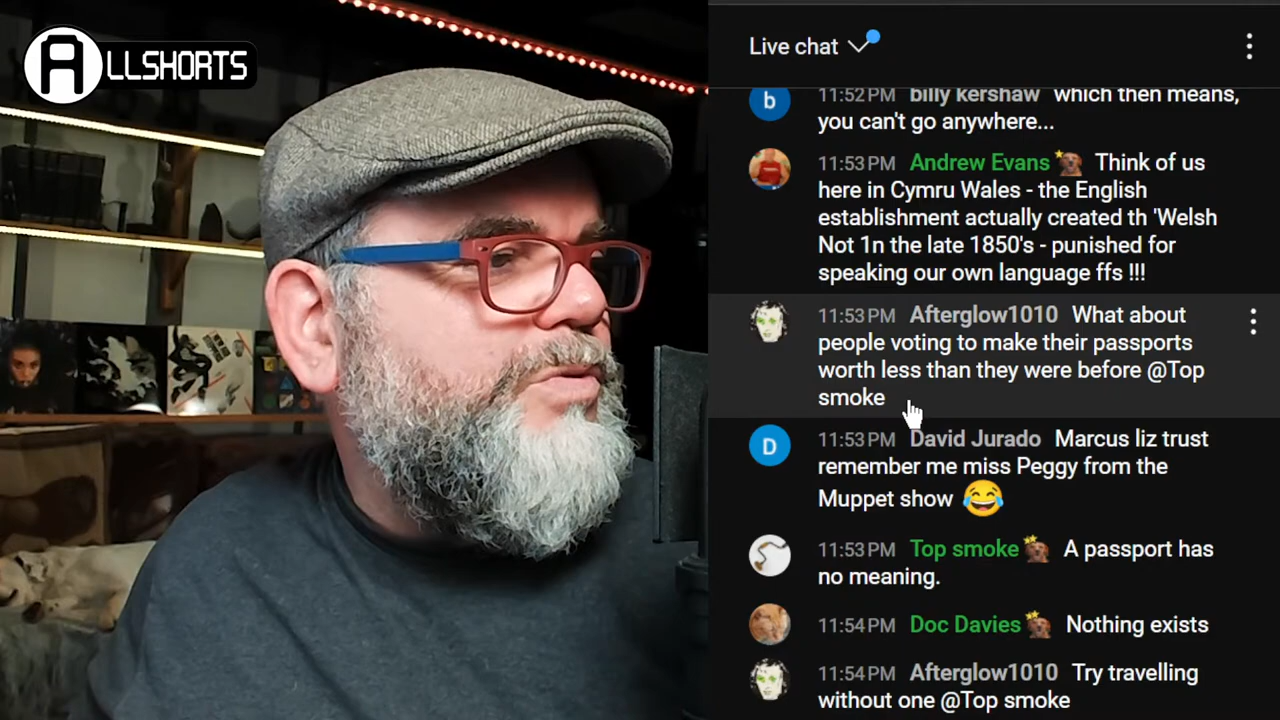 ALLSHORTS
Live chat
b 11:52 PM billy kershaw which then means,
you can't go anywhere...
11:53 PM Andrew Evans Think of us
here in Cymru Wales - the English
establishment actually created th 'Welsh
Not 1n the late 1850's - punished for
speaking our own language ffs !!!
11:53 PM Afterglow1010 What about
people voting to make their passports
worth less than they were before @Top
smoke
D 11:53 PM David Jurado Marcus liz trust
remember me miss Peggy from the
Muppet show 😂
11:53 PM Top smoke A passport has
no meaning.
11:54 PM Doc Davies Nothing exists
11:54 PM Afterglow1010 Try travelling
without one @Top smoke